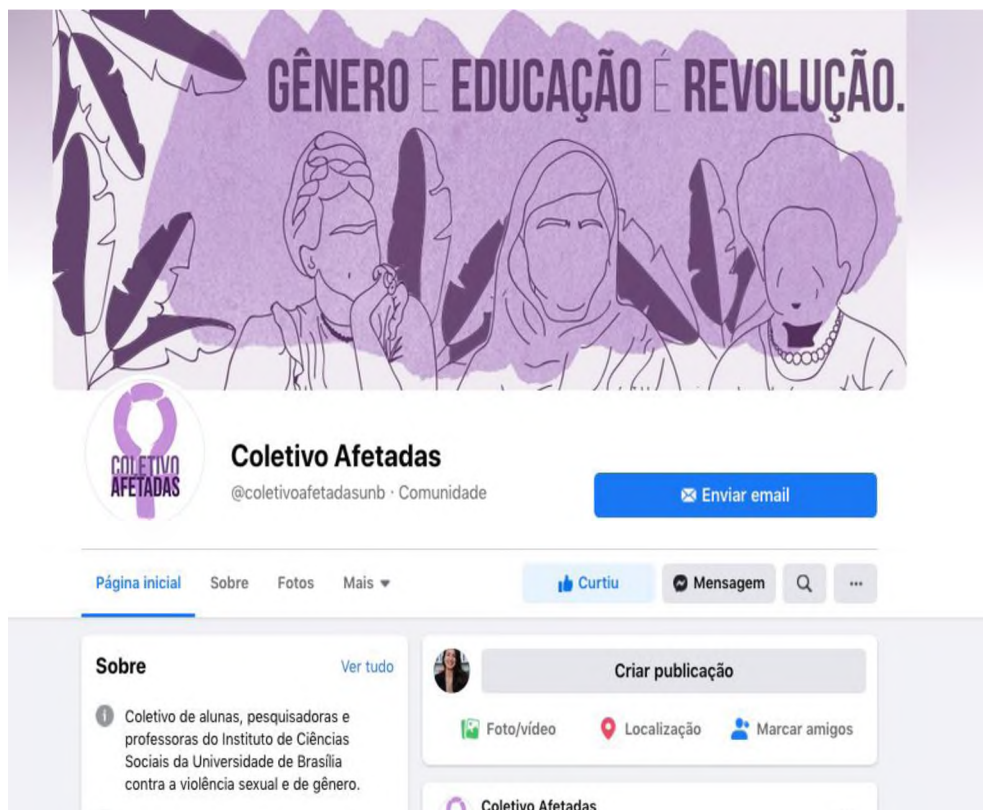 GÊNERO E EDUCAÇÃO É REVOLUÇÃO.
COLETIVO
AFETADAS
Coletivo Afetadas
@coletivoafetadasunb · Comunidade
Enviar email
Página inicial
Sobre
Fotos
Mais
Curtiu
Mensagem
Sobre
Ver tudo
Coletivo de alunas, pesquisadoras e
professoras do Instituto de Ciências
Sociais da Universidade de Brasília
contra a violência sexual e de gênero.
Criar publicação
Foto/vídeo
Localização
Marcar amigos
Coletivo Afetadas